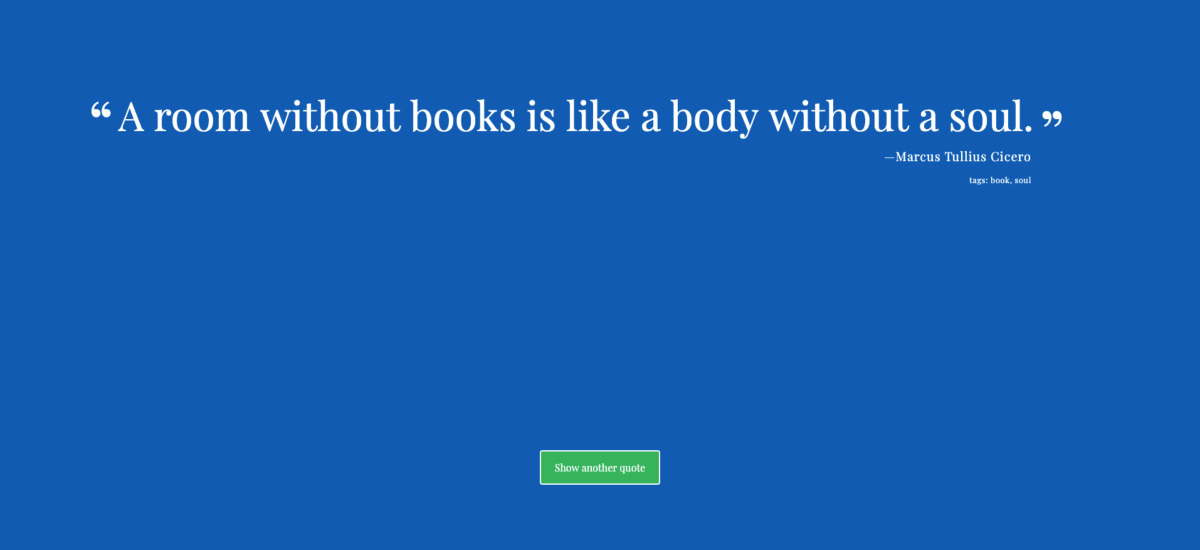 “ A room without books is like a body without a soul. ”
—Marcus Tullius Cicero
tags: book, soul
Show another quote